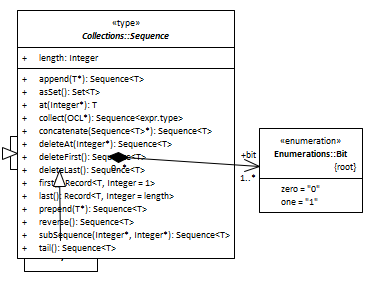 «type»
Collections::Sequence
+ length: Integer
+ append(T*): Sequence<T>
+ asSet(): Set<T>
+ at(Integer*): T
+ collect(OCL*): Sequence<expr.type>
+ concatenate(Sequence<T>*): Sequence<T>
+ deleteAt(Integer*): Sequence<T>
+ deleteFirst(): Sequence<T>
+ deleteLast(): Sequence<T>
0..*
+ first(): Record<T, Integer = 1>
+ last(): Record<T, Integer = length>
+ prepend(T*): Sequence<T>
+ reverse(): Sequence<T>
+ subSequence(Integer*, Integer*): Sequence<T>
+ tail(): Sequence<T>
+bit
1..*
«enumeration»
Enumerations::Bit
{root}
zero = "0"
one = "1"